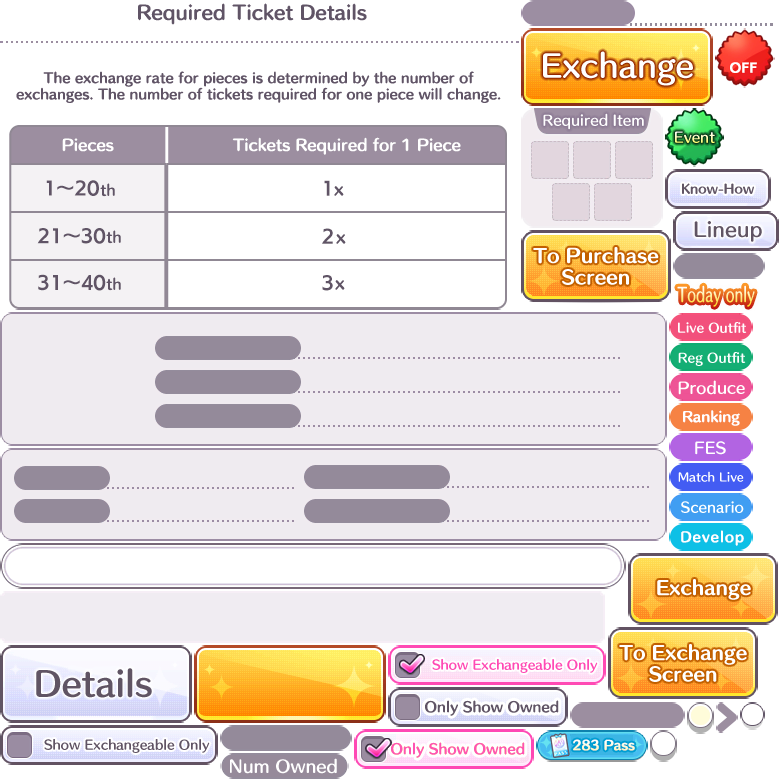 Required Ticket Details
The exchange rate for pieces is determined by the number of
exchanges. The number of tickets required for one piece will change.
Pieces
Tickets Required for 1 Piece
1～20th
1x
21～30th
2x
31～40th
3x
Exchange
OFF
Required Item
Event
Know-How
Lineup
To Purchase
Screen
Today only
Live Outfit
Reg Outfit
Produce
Ranking
FES
Match Live
Scenario
Develop
Exchange
To Exchange
Screen
Details
Show Exchangeable Only
Only Show Owned
Show Exchangeable Only
Num Owned
Only Show Owned
283 Pass